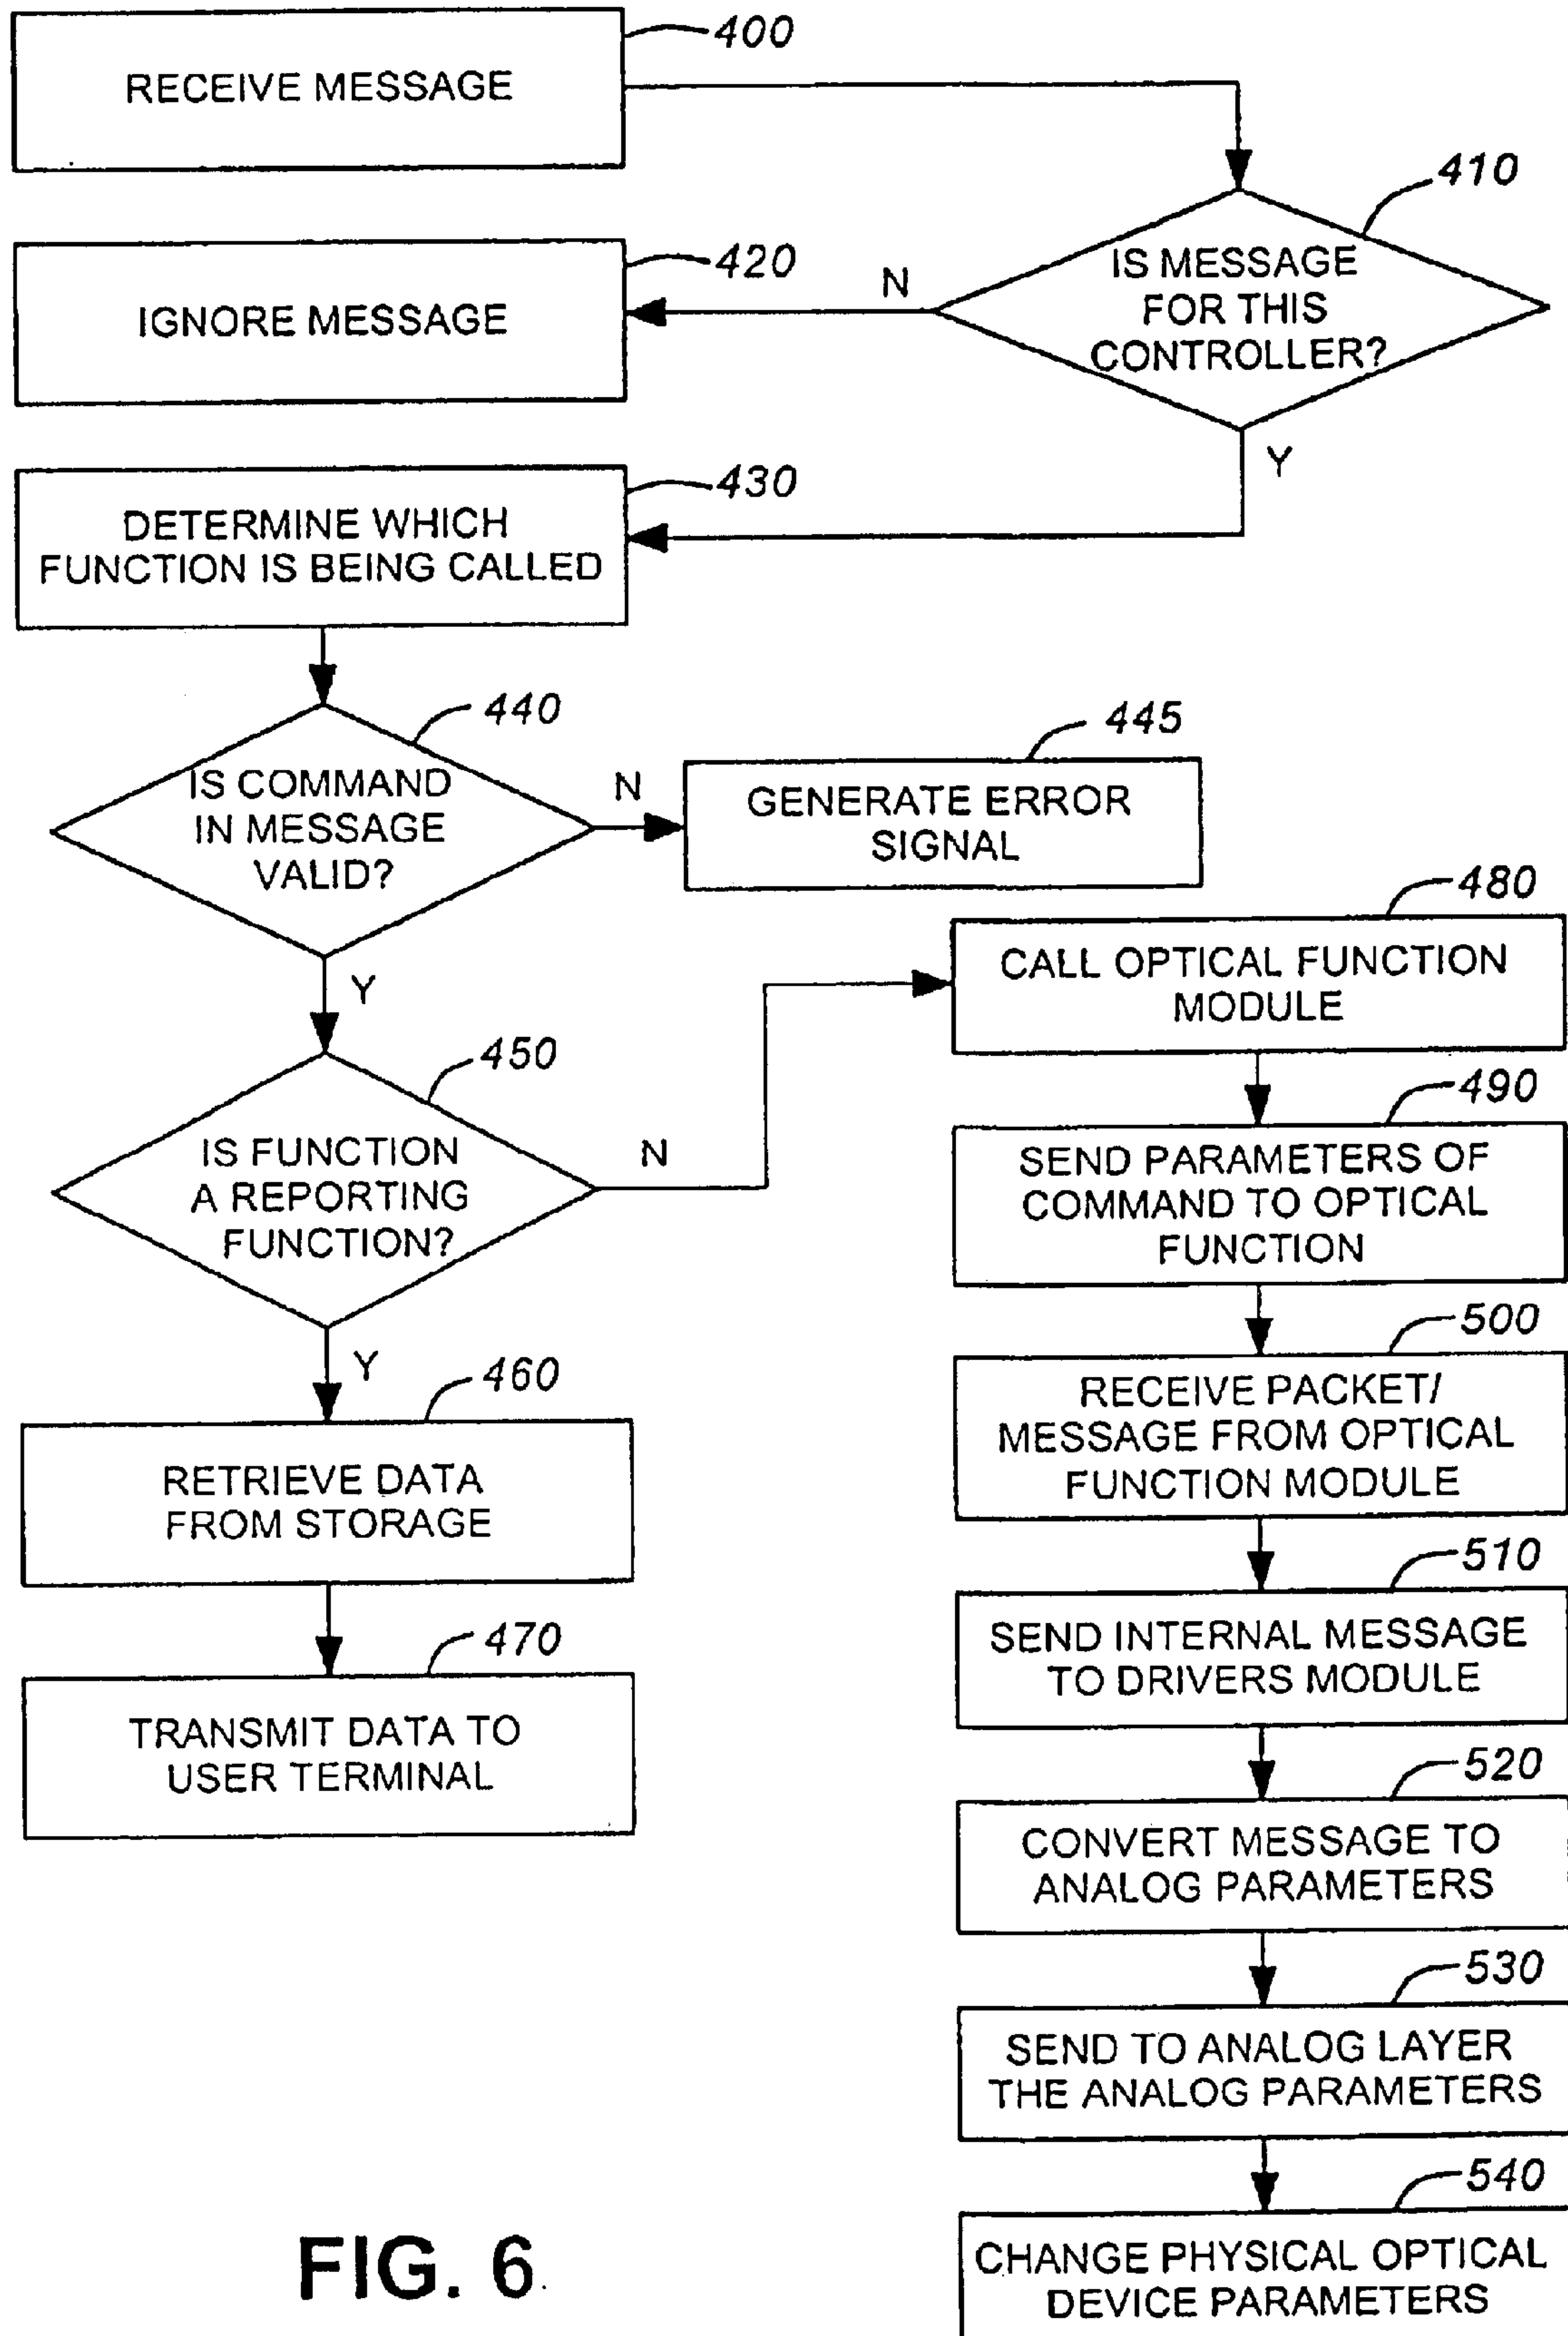 400
RECEIVE MESSAGE
410
IS MESSAGE
FOR THIS
CONTROLLER?
N
Y
420
IGNORE MESSAGE
430
DETERMINE WHICH
FUNCTION IS BEING CALLED
440
IS COMMAND
IN MESSAGE
VALID?
N
Y
445
GENERATE ERROR
SIGNAL
450
IS FUNCTION
A REPORTING
FUNCTION?
N
Y
460
RETRIEVE DATA
FROM STORAGE
470
TRANSMIT DATA TO
USER TERMINAL
480
CALL OPTICAL FUNCTION
MODULE
490
SEND PARAMETERS OF
COMMAND TO OPTICAL
FUNCTION
500
RECEIVE PACKET/
MESSAGE FROM OPTICAL
FUNCTION MODULE
510
SEND INTERNAL MESSAGE
TO DRIVERS MODULE
520
CONVERT MESSAGE TO
ANALOG PARAMETERS
530
SEND TO ANALOG LAYER
THE ANALOG PARAMETERS
540
CHANGE PHYSICAL OPTICAL
DEVICE PARAMETERS
FIG. 6